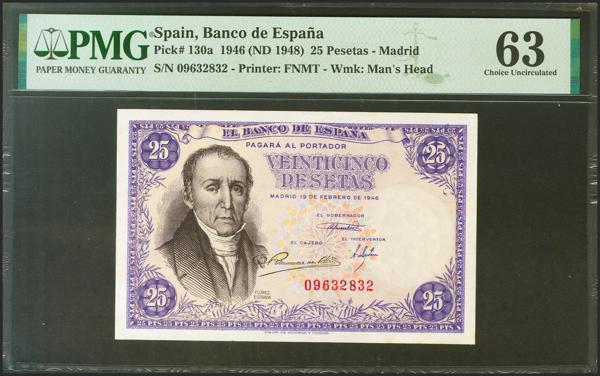 PMG
PAPER MONEY GUARANTY
Spain, Banco de España
Pick# 130a 1946 (ND 1948) 25 Pesetas - Madrid
S/N 09632832 - Printer: FNMT - Wmk: Man's Head
63
Choice Uncirculated
EL BANCO DE ESPAÑA
PAGARÁ AL PORTADOR
25
25
VEINTICINCO
PESETAS
MADRID 19 DE FEBRERO DE 1946
EL GOBERNADOR
EL CAJERO
EL INTERVENTOR
09632832
25
25
FLOREZ
ESTRADA